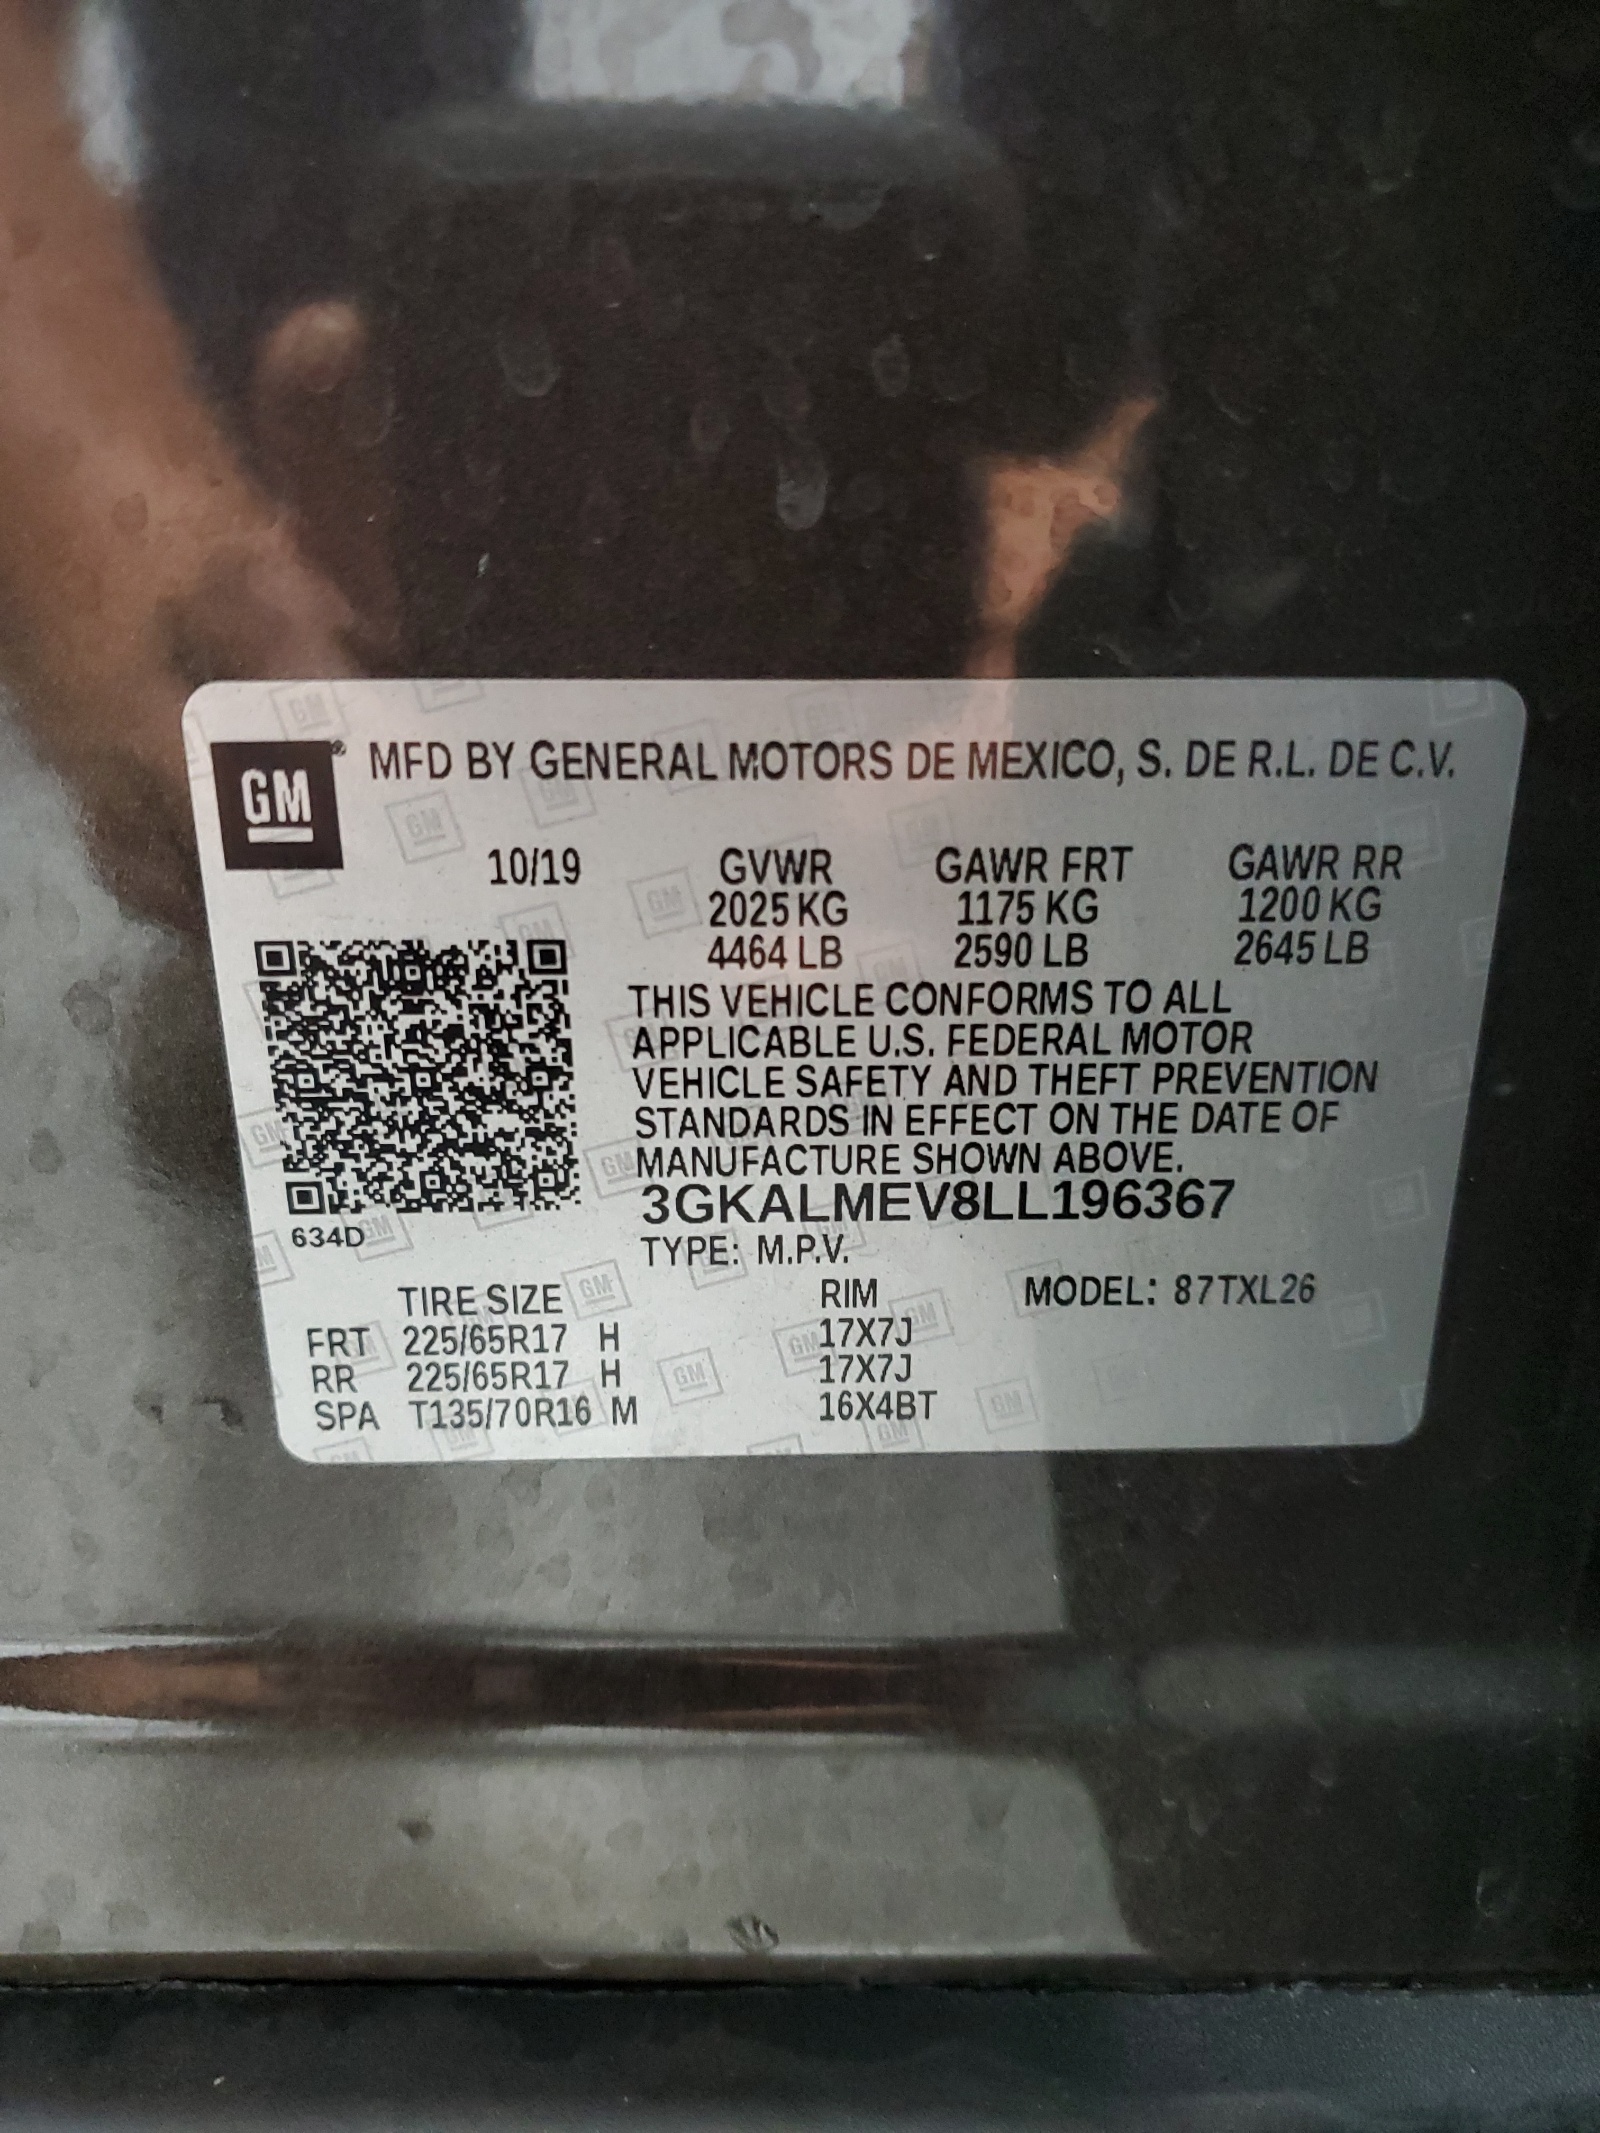 GM® MFD BY GENERAL MOTORS DE MEXICO, S. DE R.L. DE C.V.
10/19 GVWR GAWR FRT GAWR RR
2025 KG 1175 KG 1200 KG
4464 LB 2590 LB 2645 LB
THIS VEHICLE CONFORMS TO ALL
APPLICABLE U.S. FEDERAL MOTOR
VEHICLE SAFETY AND THEFT PREVENTION
STANDARDS IN EFFECT ON THE DATE OF
MANUFACTURE SHOWN ABOVE.
3GKALMEV8LL196367
634D
TYPE: M.P.V.
TIRE SIZE RIM MODEL: 87TXL26
FRT 225/65R17 H 17X7J
RR 225/65R17 H 17X7J
SPA T135/70R16 M 16X4BT